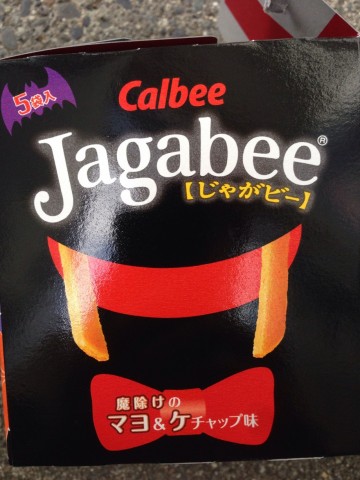 5袋入
Calbee
Jagabee®
【じゃがビー】
魔除けの
マヨ&ケチャップ味